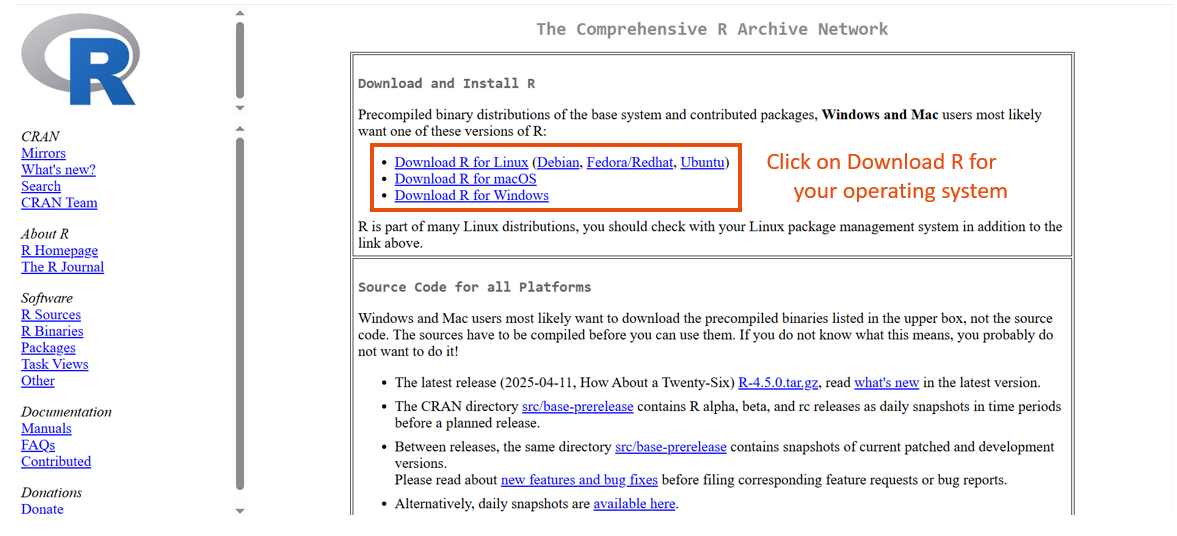 R
CRAN
Mirrors
What's new?
Search
CRAN Team
About R
R Homepage
The R Journal
Software
R Sources
R Binaries
Packages
Task Views
Other
Documentation
Manuals
FAQs
Contributed
Donations
Donate
The Comprehensive R Archive Network
Download and Install R
Precompiled binary distributions of the base system and contributed packages, Windows and Mac users most likely
want one of these versions of R:
• Download R for Linux (Debian, Fedora/Redhat, Ubuntu)
• Download R for macOS
• Download R for Windows
Click on Download R for
your operating system
R is part of many Linux distributions, you should check with your Linux package management system in addition to the
link above.
Source Code for all Platforms
Windows and Mac users most likely want to download the precompiled binaries listed in the upper box, not the source
code. The sources have to be compiled before you can use them. If you do not know what this means, you probably do
not want to do it!
• The latest release (2025-04-11, How About a Twenty-Six) R-4.5.0.tar.gz, read what's new in the latest version.
• The CRAN directory src/base-prerelease contains R alpha, beta, and rc releases as daily snapshots in time periods
before a planned release.
• Between releases, the same directory src/base-prerelease contains snapshots of current patched and development
versions.
Please read about new features and bug fixes before filing corresponding feature requests or bug reports.
• Alternatively, daily snapshots are available here.